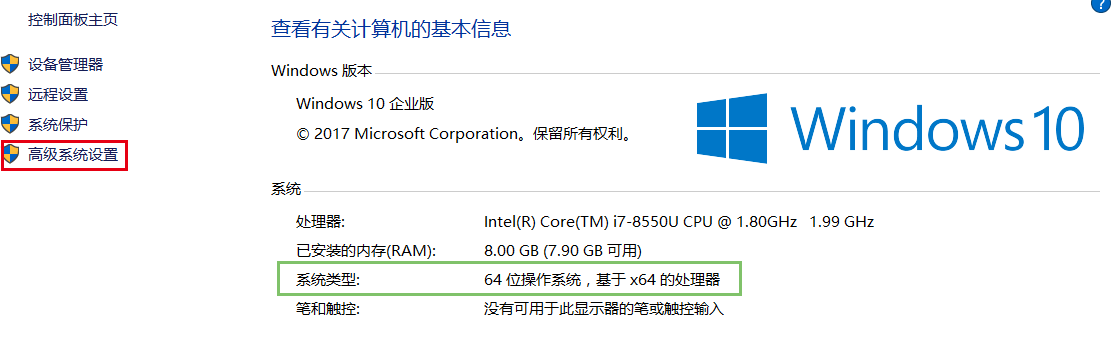 控制面板主页
设备管理器
远程设置
系统保护
高级系统设置
?
查看有关计算机的基本信息
Windows 版本
Windows 10 企业版
© 2017 Microsoft Corporation。保留所有权利。
Windows 10
系统
处理器: Intel(R) Core(TM) i7-8550U CPU @ 1.80GHz 1.99 GHz
已安装的内存(RAM): 8.00 GB (7.90 GB 可用)
系统类型: 64 位操作系统，基于 x64 的处理器
笔和触控: 没有可用于此显示器的笔或触控输入